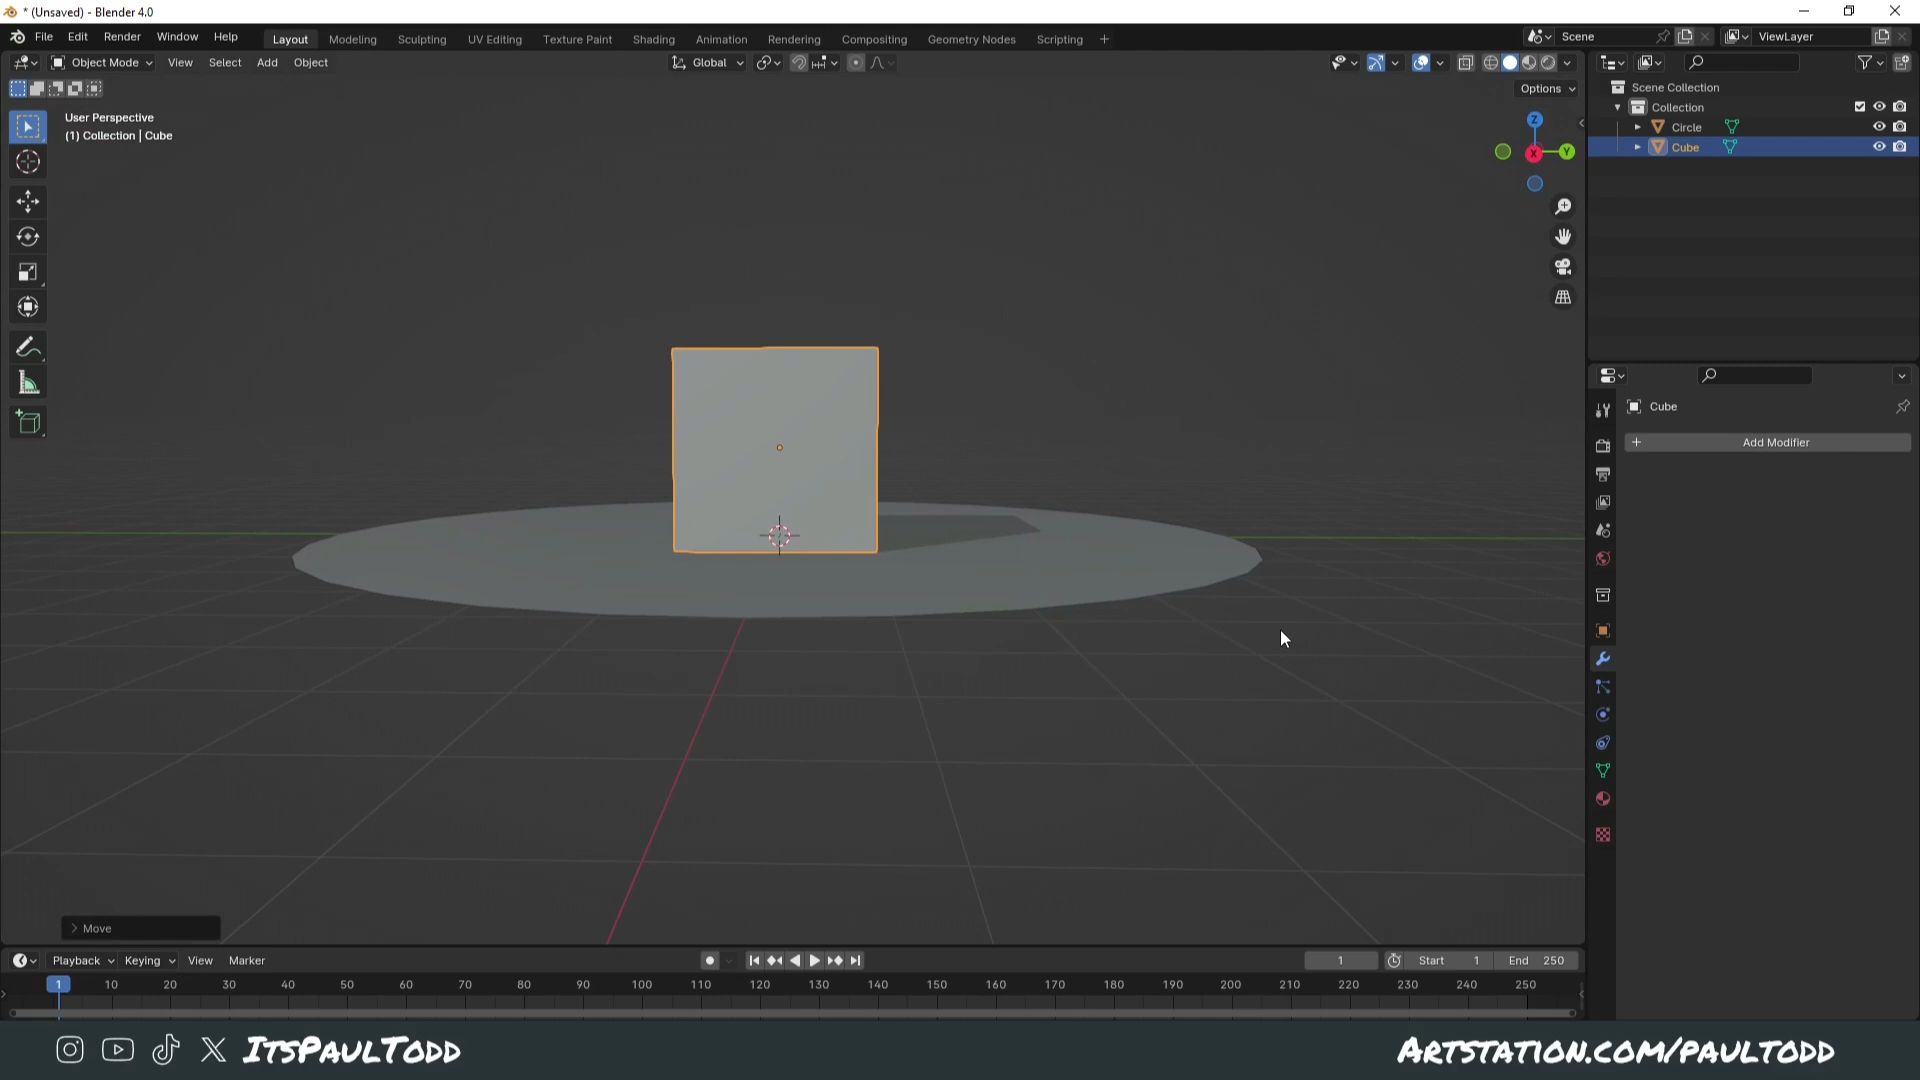 * (Unsaved) - Blender 4.0
File Edit Render Window Help Layout Modeling Sculpting UV Editing Texture Paint Shading Animation Rendering Compositing Geometry Nodes Scripting + Scene ViewLayer
Object Mode View Select Add Object Global
Options
User Perspective
(1) Collection | Cube
Z
X
Y
Scene Collection
Collection
Circle
Cube
Cube
+ Add Modifier
Move
Playback Keying View Marker 1 Start 1 End 250
1 10 20 30 40 50 60 70 80 90 100 110 120 130 140 150 160 170 180 190 200 210 220 230 240 250
ItsPaulTodd
Artstation.com/paultodd